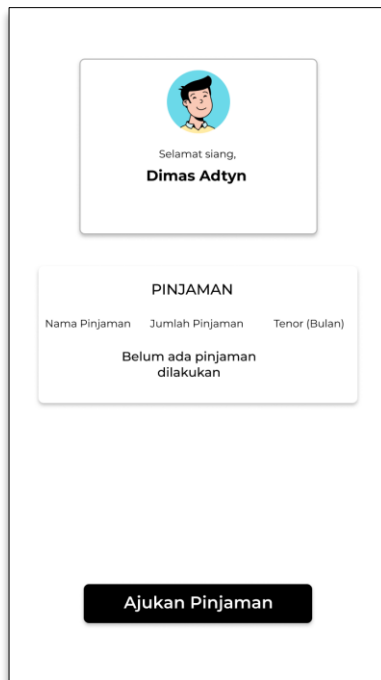 Selamat siang,
Dimas Adtyn
PINJAMAN
Nama Pinjaman Jumlah Pinjaman Tenor (Bulan)
Belum ada pinjaman
dilakukan
Ajukan Pinjaman